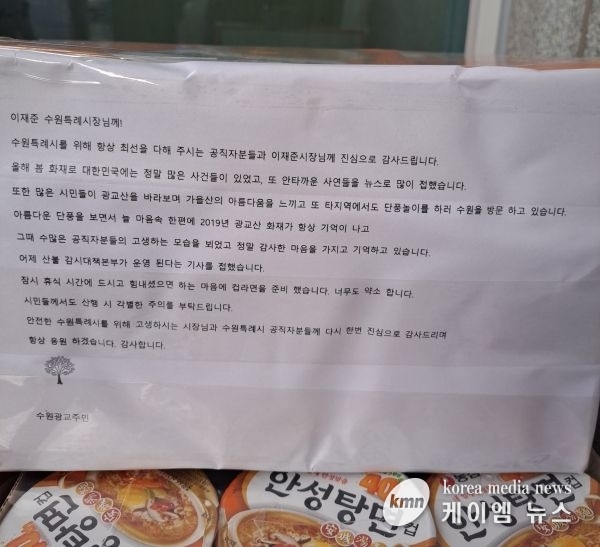 이재준 수원특례시장님께!
수원특례시를 위해 항상 최선을 다해 주시는 공직자분들과 이재준시장님께 진심으로 감사드립니다.
올해 봄 화재로 대한민국에는 정말 많은 사건들이 있었고, 또 안타까운 사연들을 뉴스로 많이 접했습니다.
또한 많은 시민들이 광교산을 바라보며 가을산의 아름다움을 느끼고 또 타지역에서도 단풍놀이를 하러 수원을 방문 하고 있습니다.
아름다운 단풍을 보면서 늘 마음속 한편에 2019년 광교산 화재가 항상 기억이 나고
그때 수많은 공직자분들의 고생하는 모습을 뵈었고 정말 감사한 마음을 가지고 기억하고 있습니다.
어제 산불 감시대책본부가 운영 된다는 기사를 접했습니다.
잠시 휴식 시간에 드시고 힘내셨으면 하는 마음에 컵라면을 준비 했습니다. 너무도 약소 합니다.
시민들께서도 산행 시 각별한 주의를 부탁드립니다.
안전한 수원특례시를 위해 고생하시는 시장님과 수원특례시 공직자분들께 다시 한번 진심으로 감사드리며
항상 응원 하겠습니다. 감사합니다.
수원광교주민
안성탕면
컵
kmn
korea media news
케이엠 뉴스